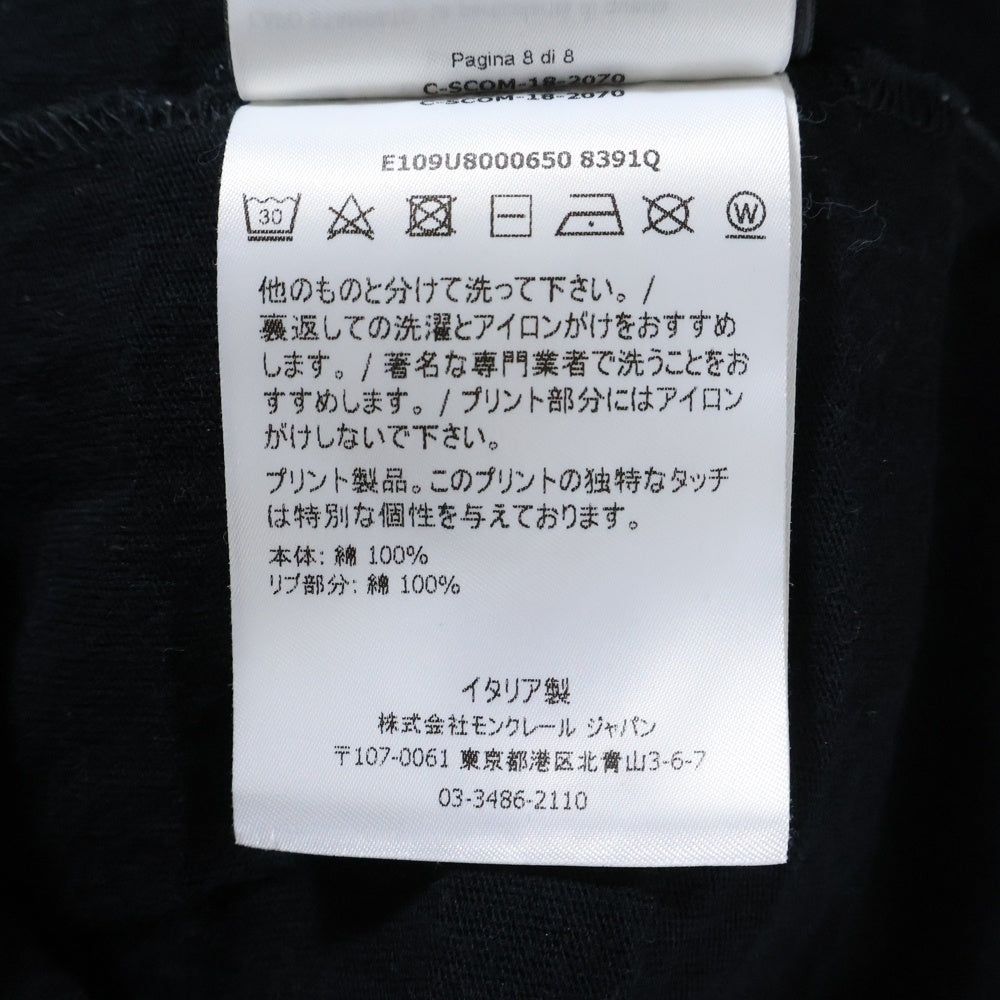 Pagina 8 di 8
C-SCOM-18-2070
C-SCOM-18-2070
E109U8000650 8391Q
30 W
他のものと分けて洗って下さい。/
裏返しての洗濯とアイロンがけをおすすめ
します。/ 著名な専門業者で洗うことをお
すすめします。/ プリント部分にはアイロン
がけしないで下さい。
プリント製品。このプリントの独特なタッチ
は特別な個性を与えております。
本体: 綿 100%
リブ部分: 綿 100%
イタリア製
株式会社モンクレール ジャパン
〒107-0061 東京都港区北青山3-6-7
03-3486-2110